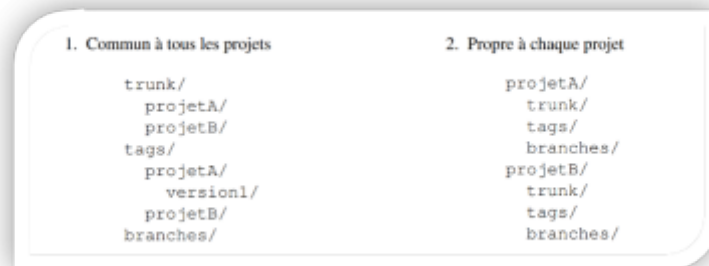 1. Commun à tous les projets
trunk/
projetA/
projetB/
tags/
projetA/
version1/
projetB/
branches/
2. Propre à chaque projet
projetA/
trunk/
tags/
branches/
projetB/
trunk/
tags/
branches/